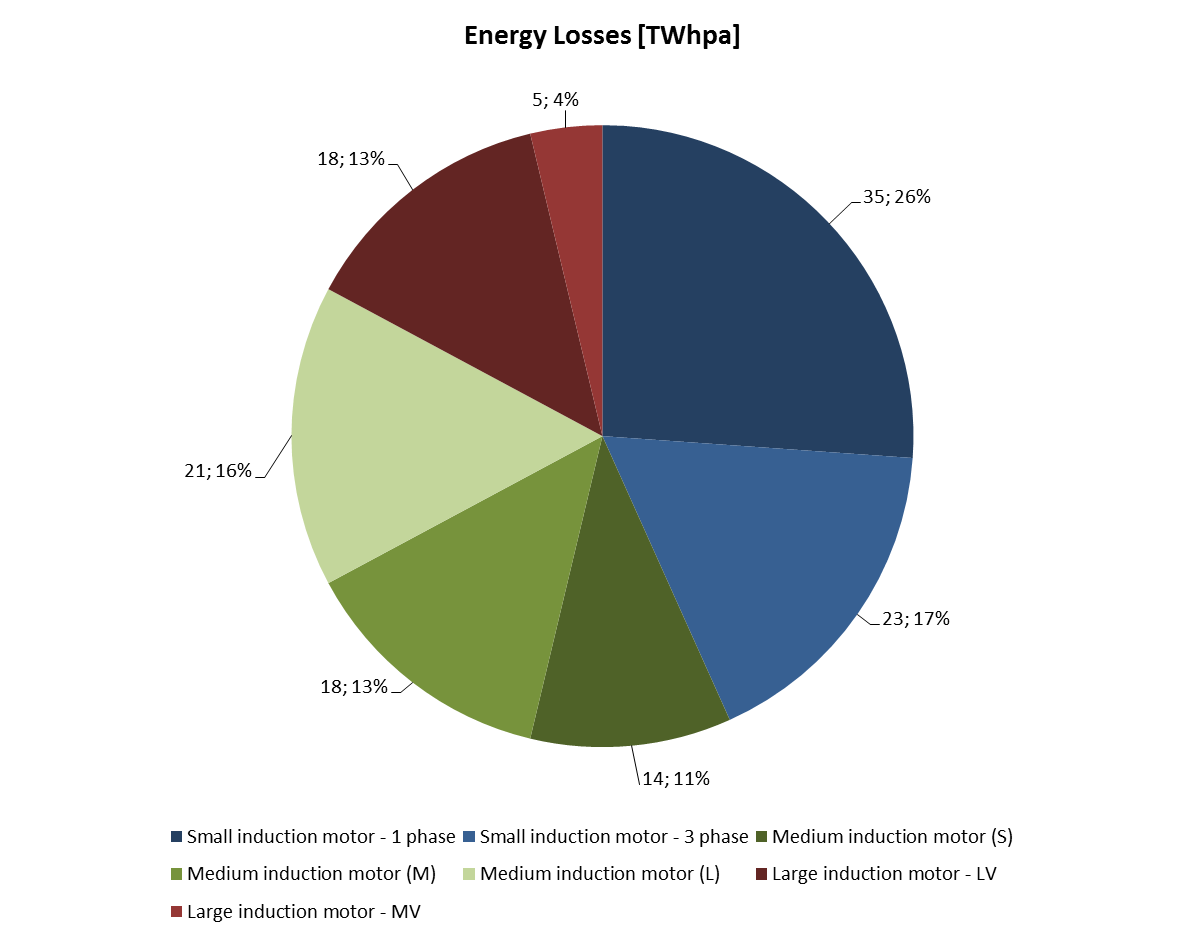 Energy Losses [TWhpa]
5; 4%
18; 13%
35; 26%
21; 16%
23; 17%
18; 13%
14; 11%
Small induction motor - 1 phase Small induction motor - 3 phase Medium induction motor (S)
Medium induction motor (M) Medium induction motor (L) Large induction motor - LV
Large induction motor - MV